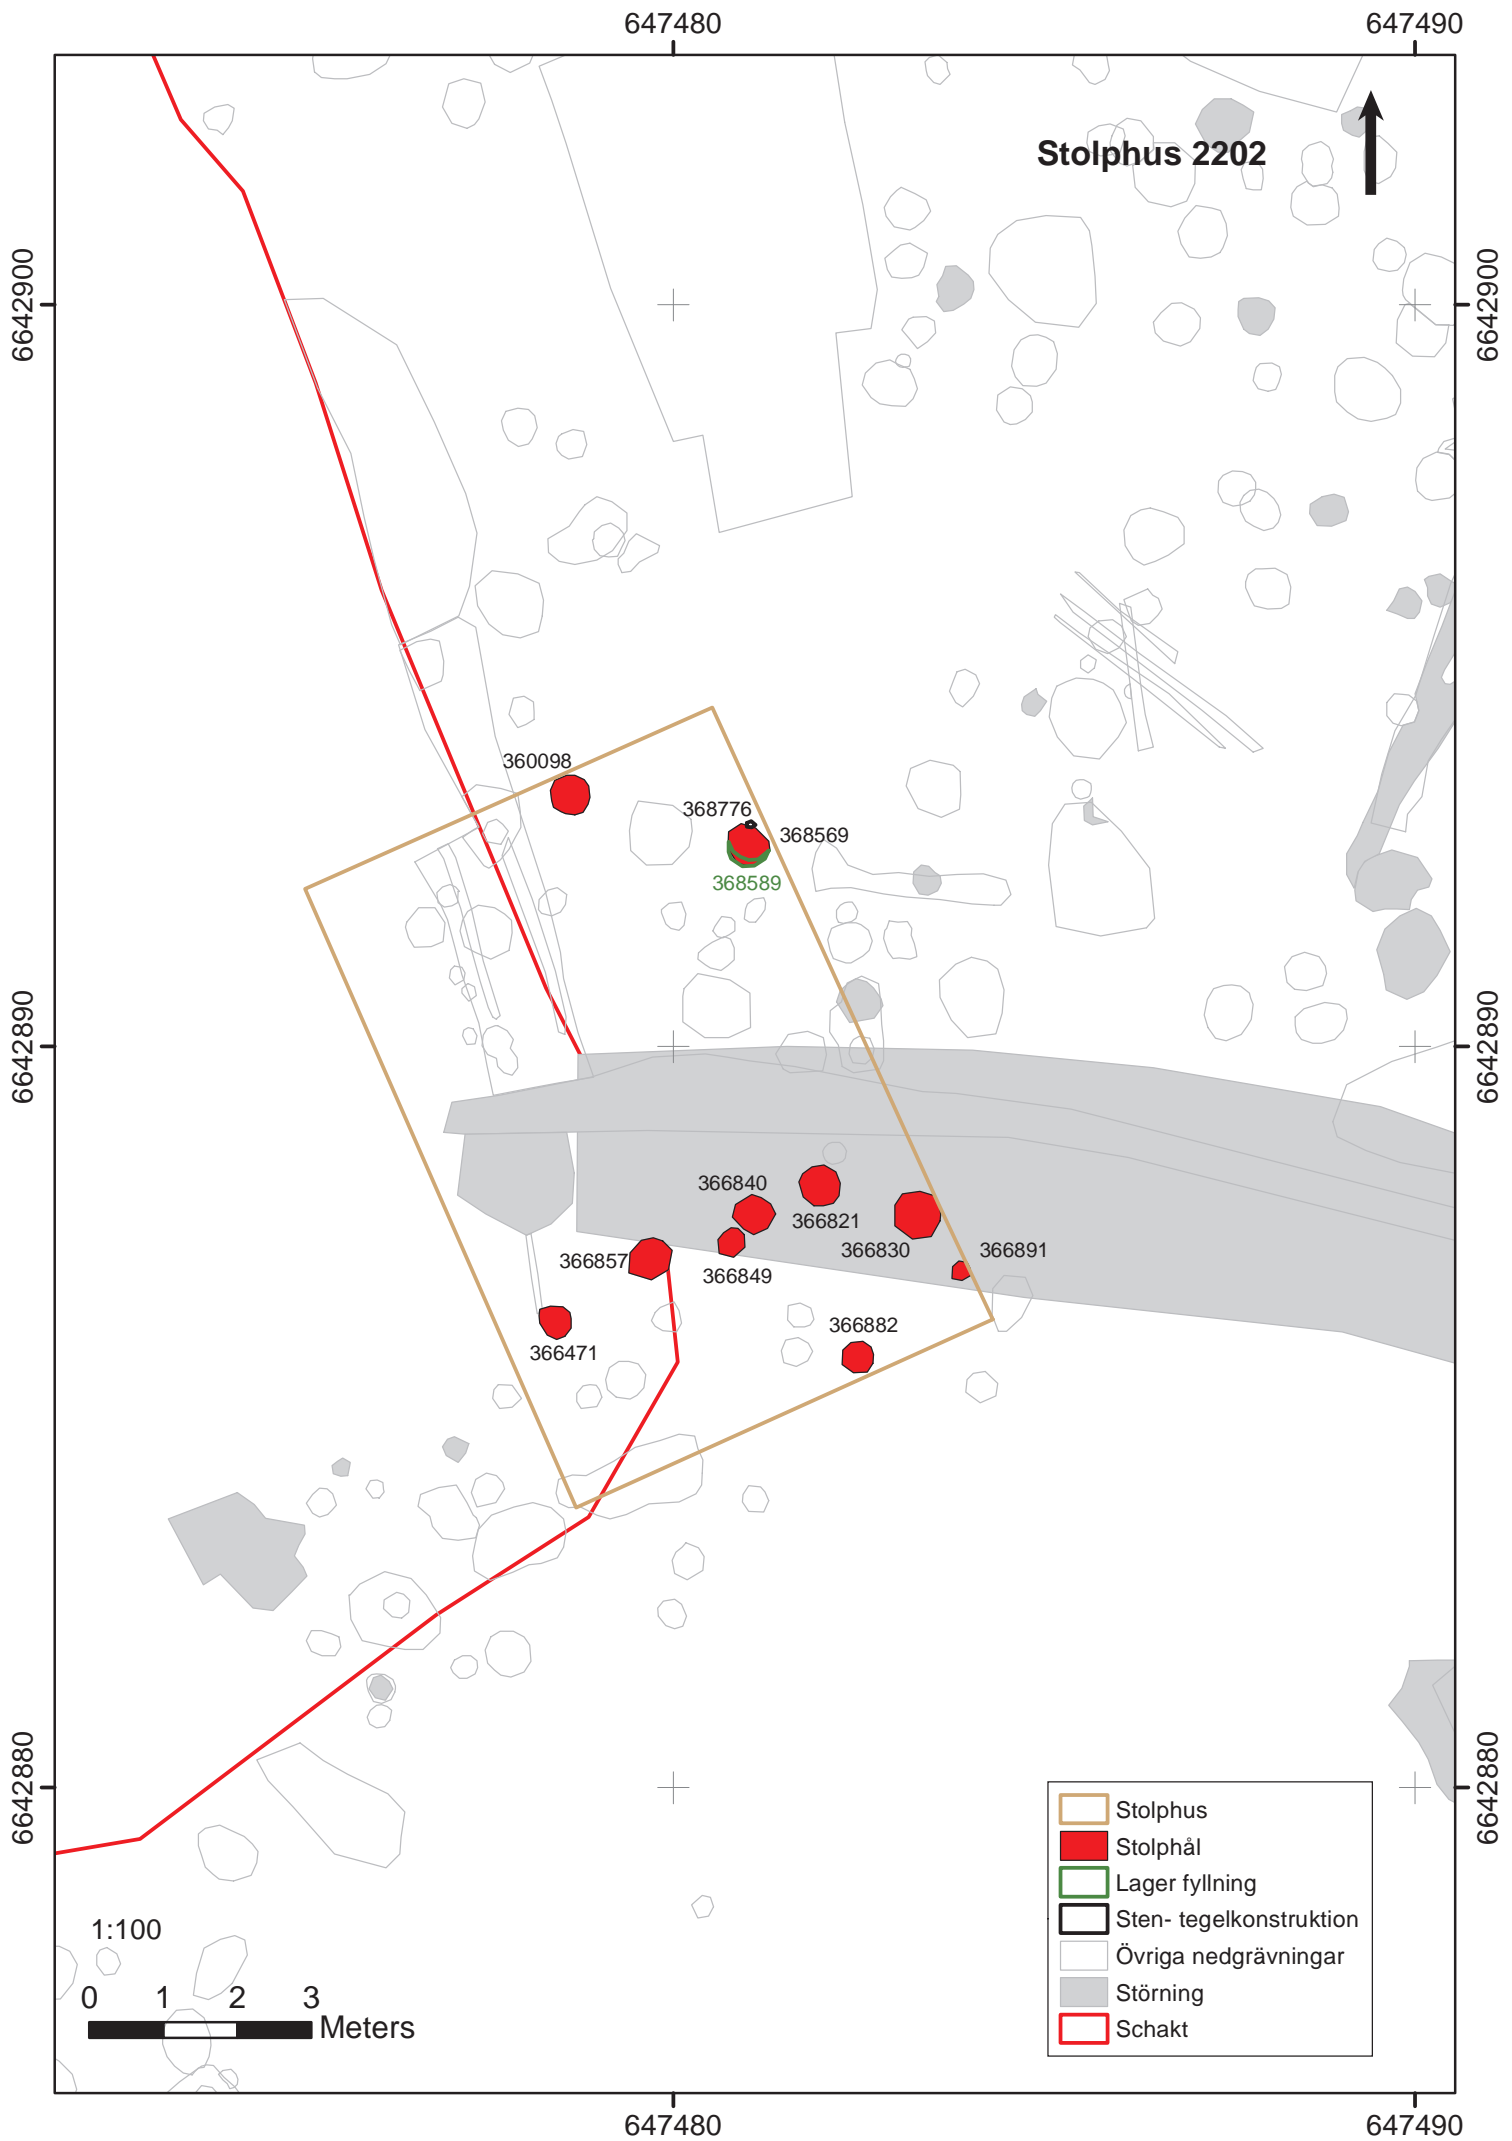 647480
647490
Stolphus 2202
6642900
6642900
360098
368776
368569
368589
6642890
6642890
366840
366821
366830
366891
366857
366849
366882
366471
6642880
6642880
Stolphus
Stolphål
Lager fyllning
Sten- tegelkonstruktion
Övriga nedgrävningar
Störning
Schakt
1:100
0 1 2 3
Meters
647480
647490